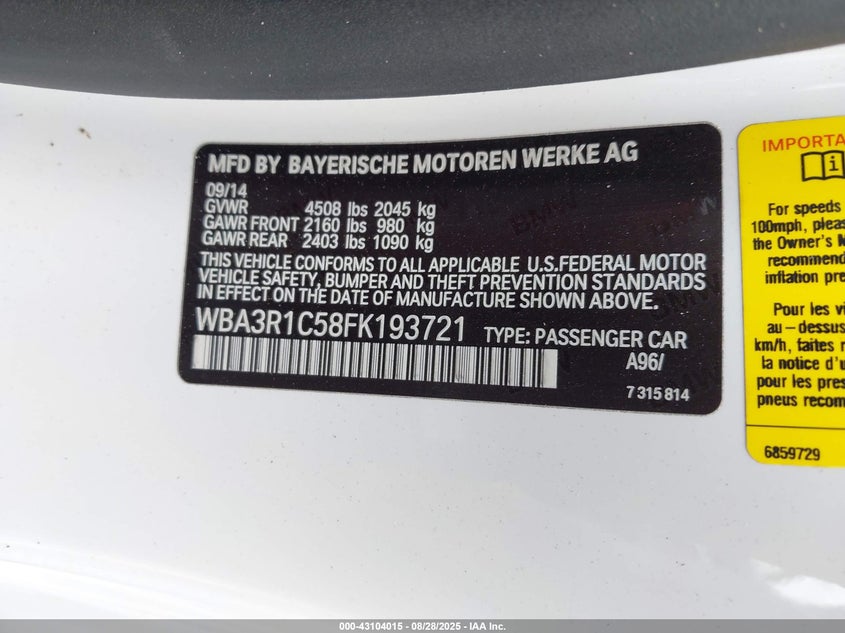 MFD BY BAYERISCHE MOTOREN WERKE AG
09/14
GVWR 4508 lbs 2045 kg
GAWR FRONT 2160 lbs 980 kg
GAWR REAR 2403 lbs 1090 kg
THIS VEHICLE CONFORMS TO ALL APPLICABLE U.S.FEDERAL MOTOR
VEHICLE SAFETY, BUMPER AND THEFT PREVENTION STANDARDS
IN EFFECT ON THE DATE OF MANUFACTURE SHOWN ABOVE.
WBA3R1C58FK193721 TYPE: PASSENGER CAR
A96/
7 315 814
IMPORTA
For speeds
100mph, pleas
the Owner's M
recommend
inflation pre
Pour les vi
au-dessus
km/h, faites r
la notice d'u
pour les pres
pneus recom
6859729
000-43104015 | 08/28/2025 | IAA Inc.